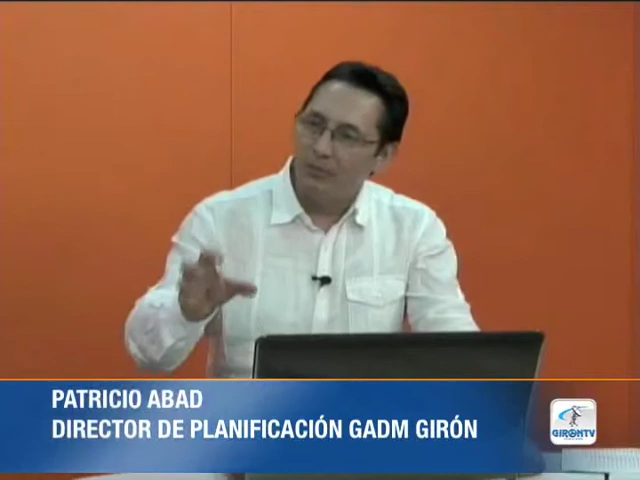 PATRICIO ABAD
DIRECTOR DE PLANIFICACIÓN GADM GIRÓN
GIRONTV